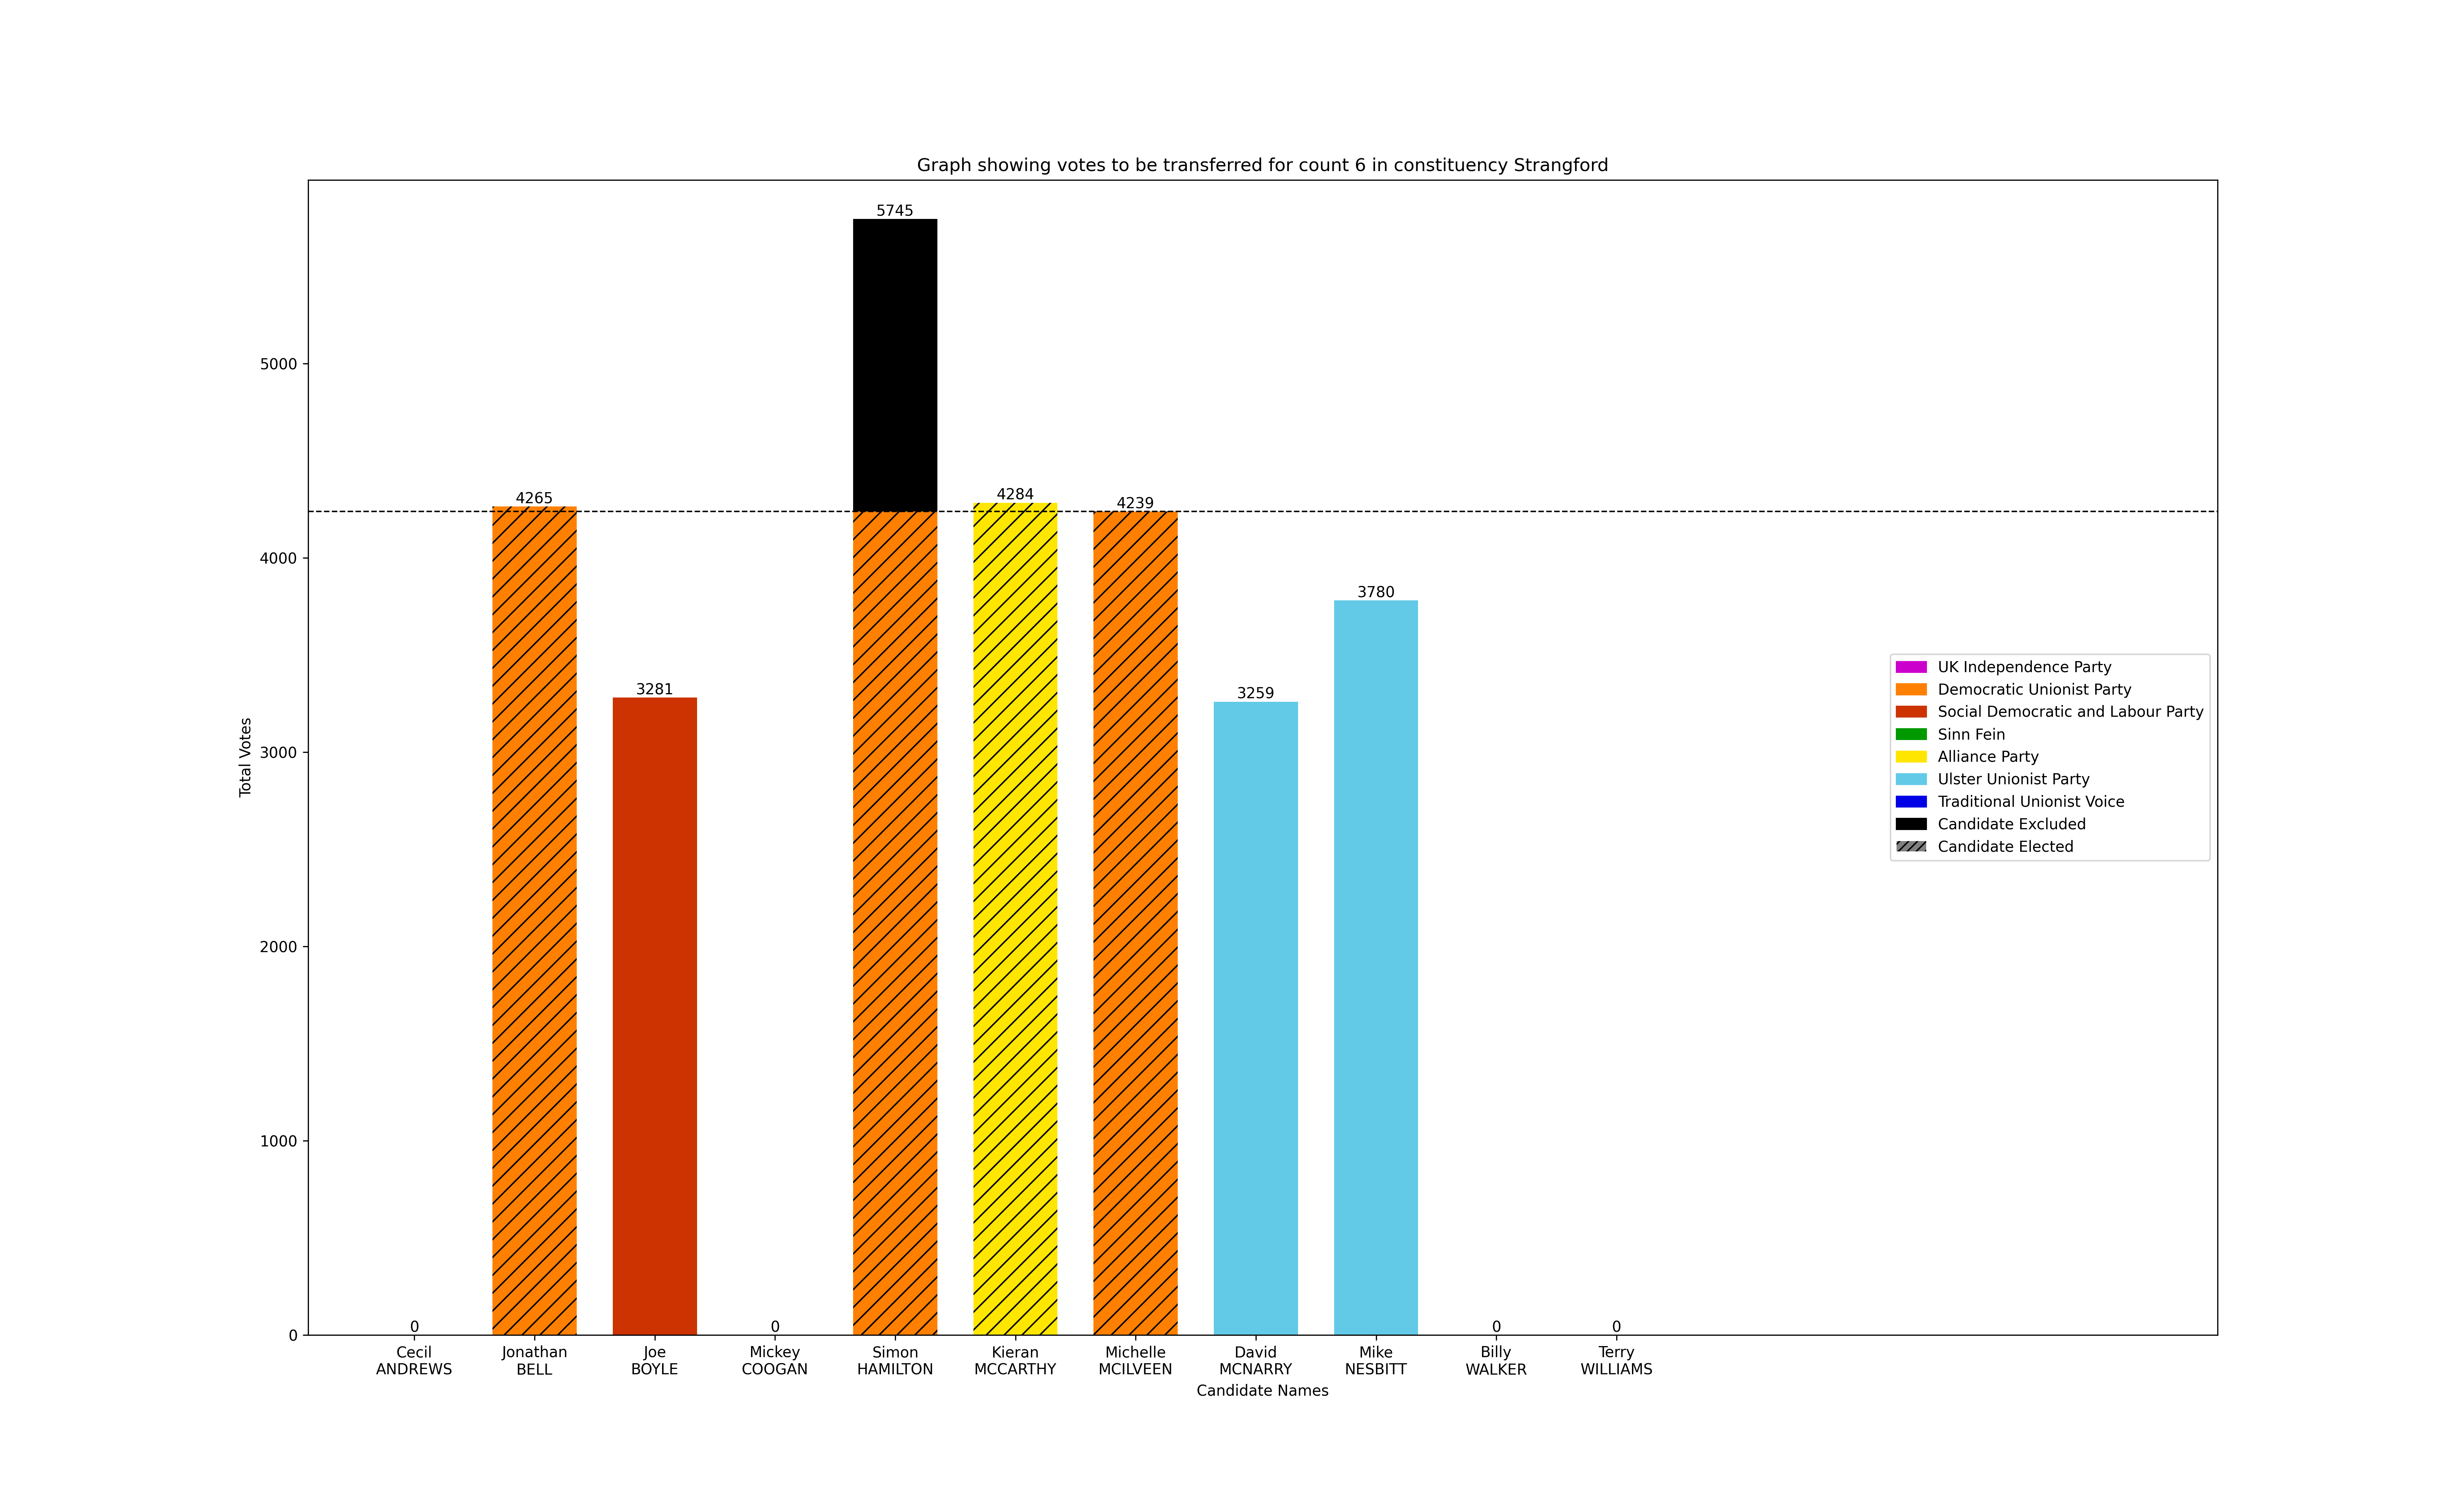 Graph showing votes to be transferred for count 6 in constituency Strangford
5745
5000
4265
4284
4239
4000
3780
3281
3259
3000
2000
1000
0
0
0
0
0
Total Votes
UK Independence Party
Democratic Unionist Party
Social Democratic and Labour Party
Sinn Fein
Alliance Party
Ulster Unionist Party
Traditional Unionist Voice
Candidate Excluded
Candidate Elected
Cecil
ANDREWS
Jonathan
BELL
Joe
BOYLE
Mickey
COOGAN
Simon
HAMILTON
Kieran
MCCARTHY
Michelle
MCILVEEN
David
MCNARRY
Mike
NESBITT
Billy
WALKER
Terry
WILLIAMS
Candidate Names